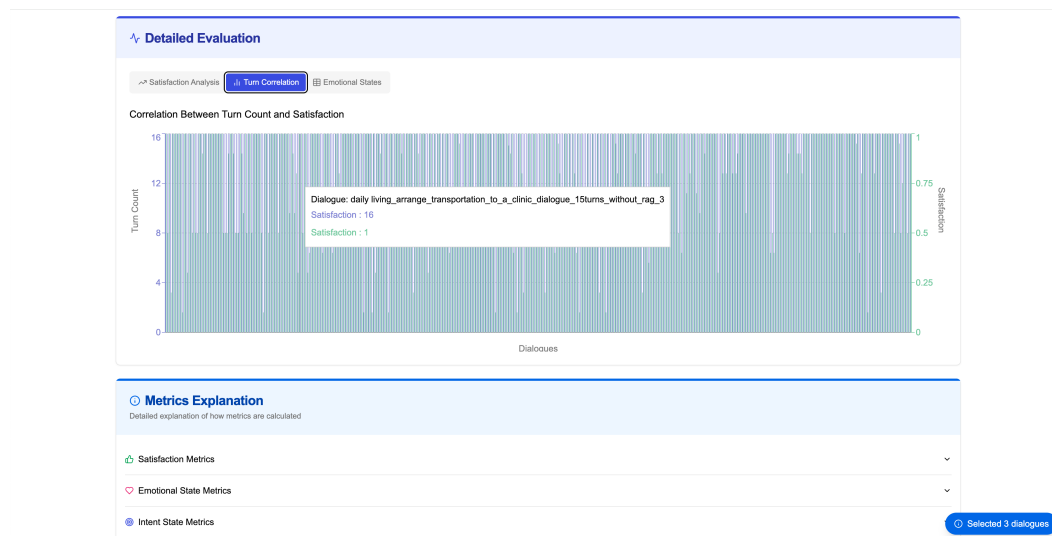 Detailed Evaluation
Satisfaction Analysis
Turn Correlation
Emotional States
Correlation Between Turn Count and Satisfaction
16
12
8
4
0
Turn Count
Dialogue: daily living_arrange_transportation_to_a_clinic_dialogue_15turns_without_rag_3
Satisfaction : 16
Satisfaction : 1
1
0.75
0.5
0.25
0
Satisfaction
Dialogues
Metrics Explanation
Detailed explanation of how metrics are calculated
Satisfaction Metrics
Emotional State Metrics
Intent State Metrics
Selected 3 dialogues